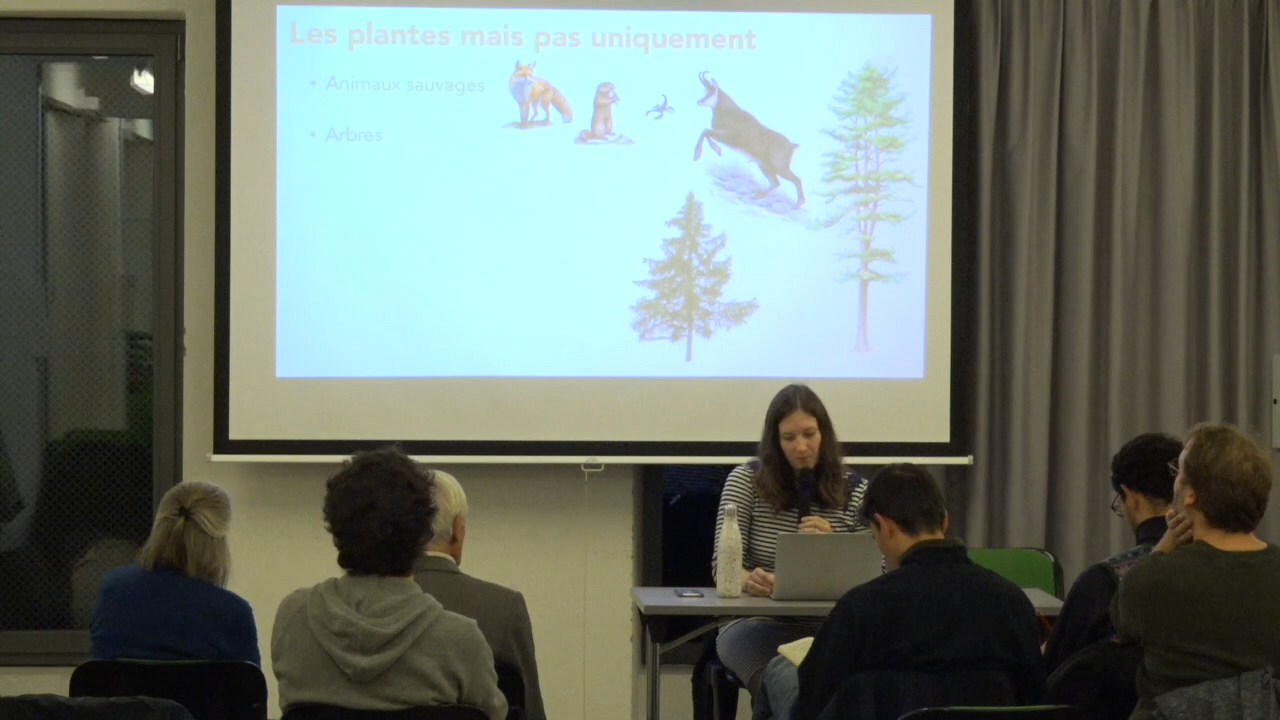 Les plantes mais pas uniquement
• Animaux sauvages
• Arbres